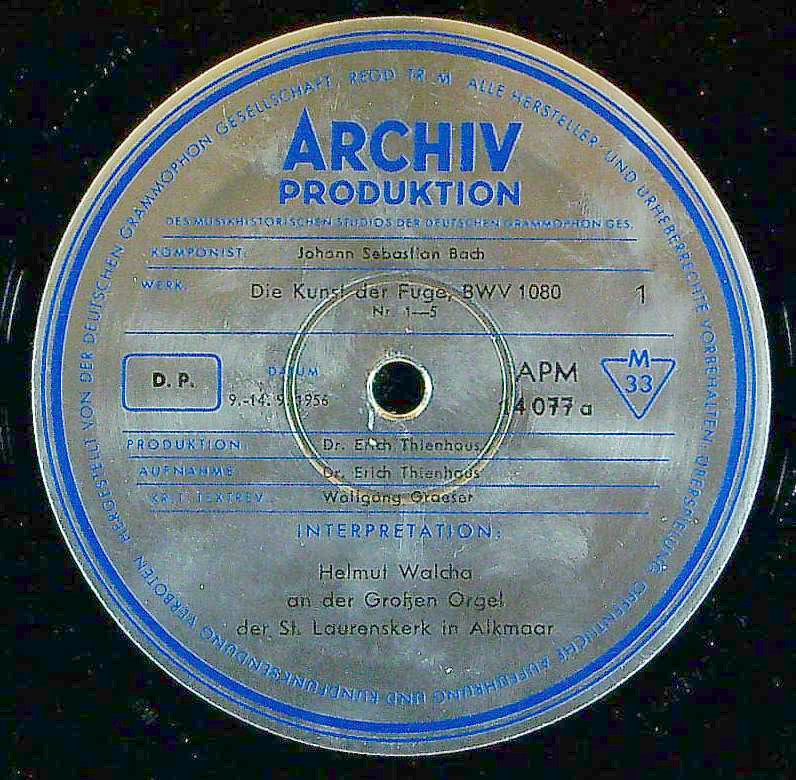 HERGESTELLT VON DER DEUTSCHEN GRAMMOPHON GESELLSCHAFT REGD TR M ALLE HERSTELLER- UND URHEBERRECHTE VORBEHALTEN, ÜBERSPIELUNG, ÖFFENTLICHE AUFFÜHRUNG UND RUNDFUNKSENDUNG VERBOTEN
ARCHIV
PRODUKTION
DES MUSIKHISTORISCHEN STUDIOS DER DEUTSCHEN GRAMMOPHON GES.
KOMPONIST: Johann Sebastian Bach
WERK: Die Kunst der Fuge, BWV 1080 1
Nr. 1—5
D. P. DATUM APM M 33
9.-14. 9. 1956 14 077 a
PRODUKTION Dr. Erich Thienhaus
AUFNAHME Dr. Erich Thienhaus
KRIT. TEXTREV. Wolfgang Graeser
INTERPRETATION:
Helmut Walcha
an der Großen Orgel
der St. Laurenskerk in Alkmaar